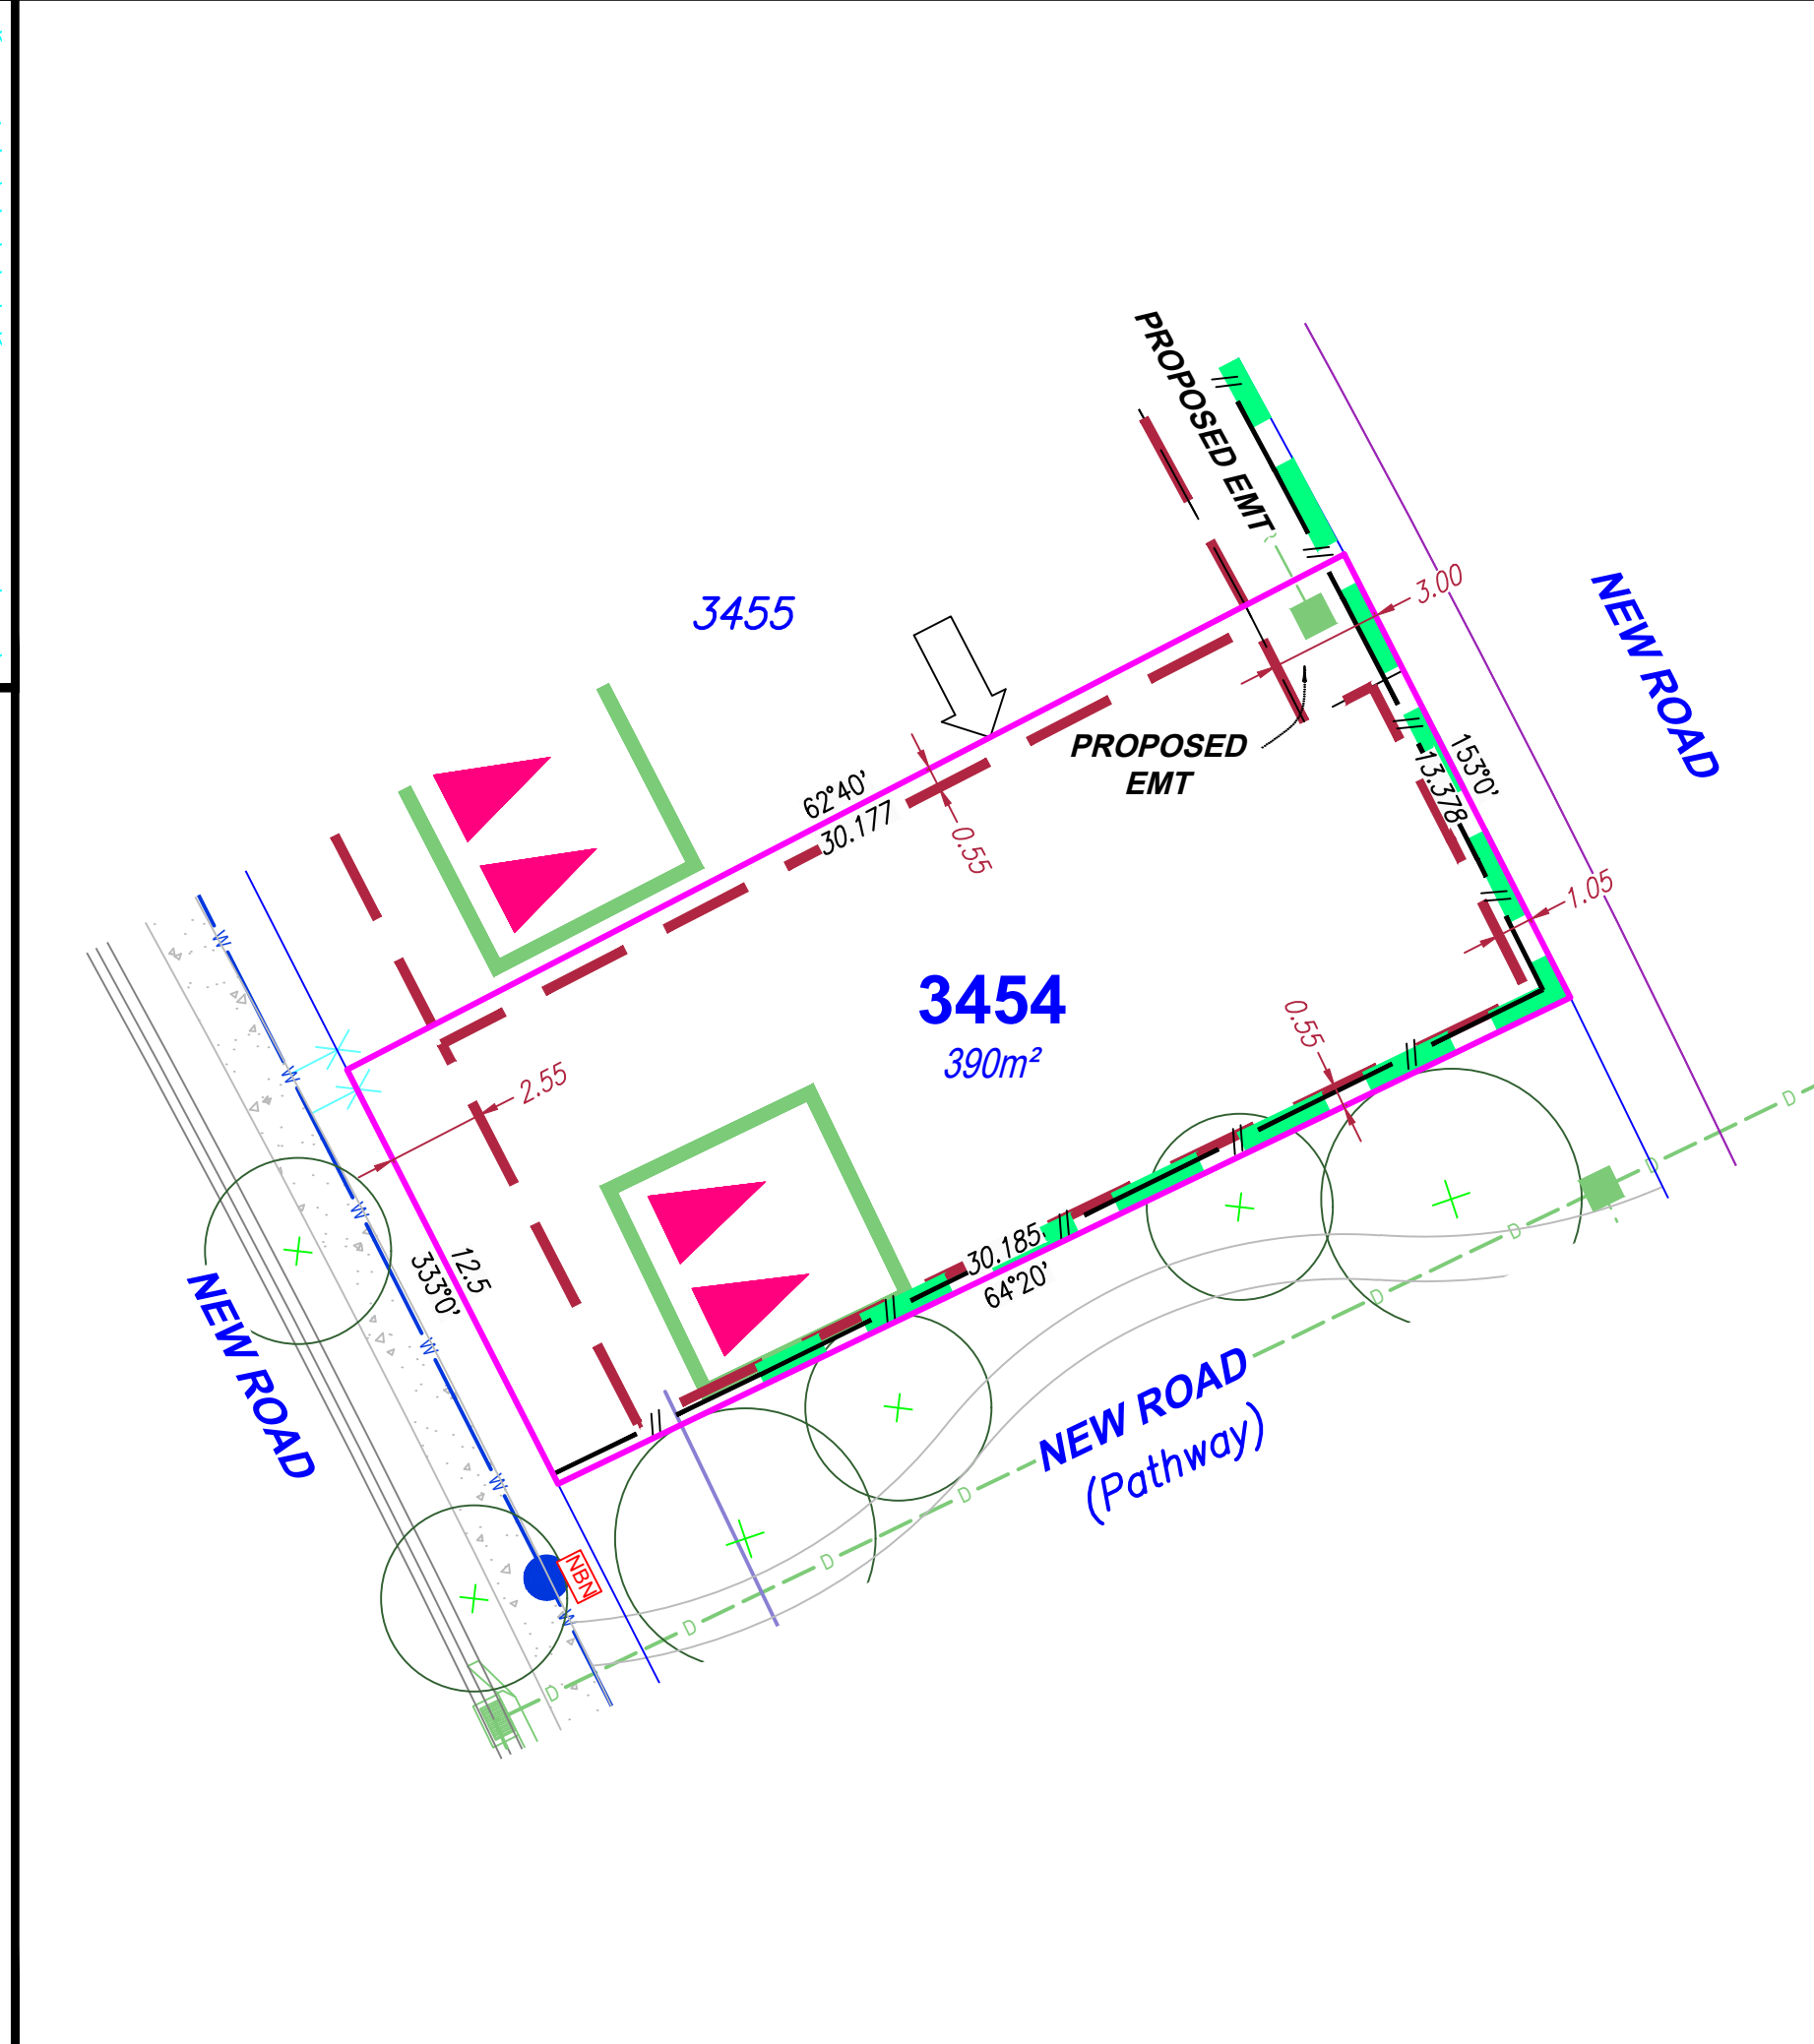 PROPOSED EMT
3455
3.00
NEW ROAD
PROPOSED
EMT
62°40'
30.177
0.55
153°0'
13.378
1.05
3454
390m²
0.55
2.55
W
W
W
W
W
W
12.5
333°0'
30.185
64°20'
NEW ROAD
NEW ROAD
(Pathway)
NBN
D
D
D
D
D
D
D
D